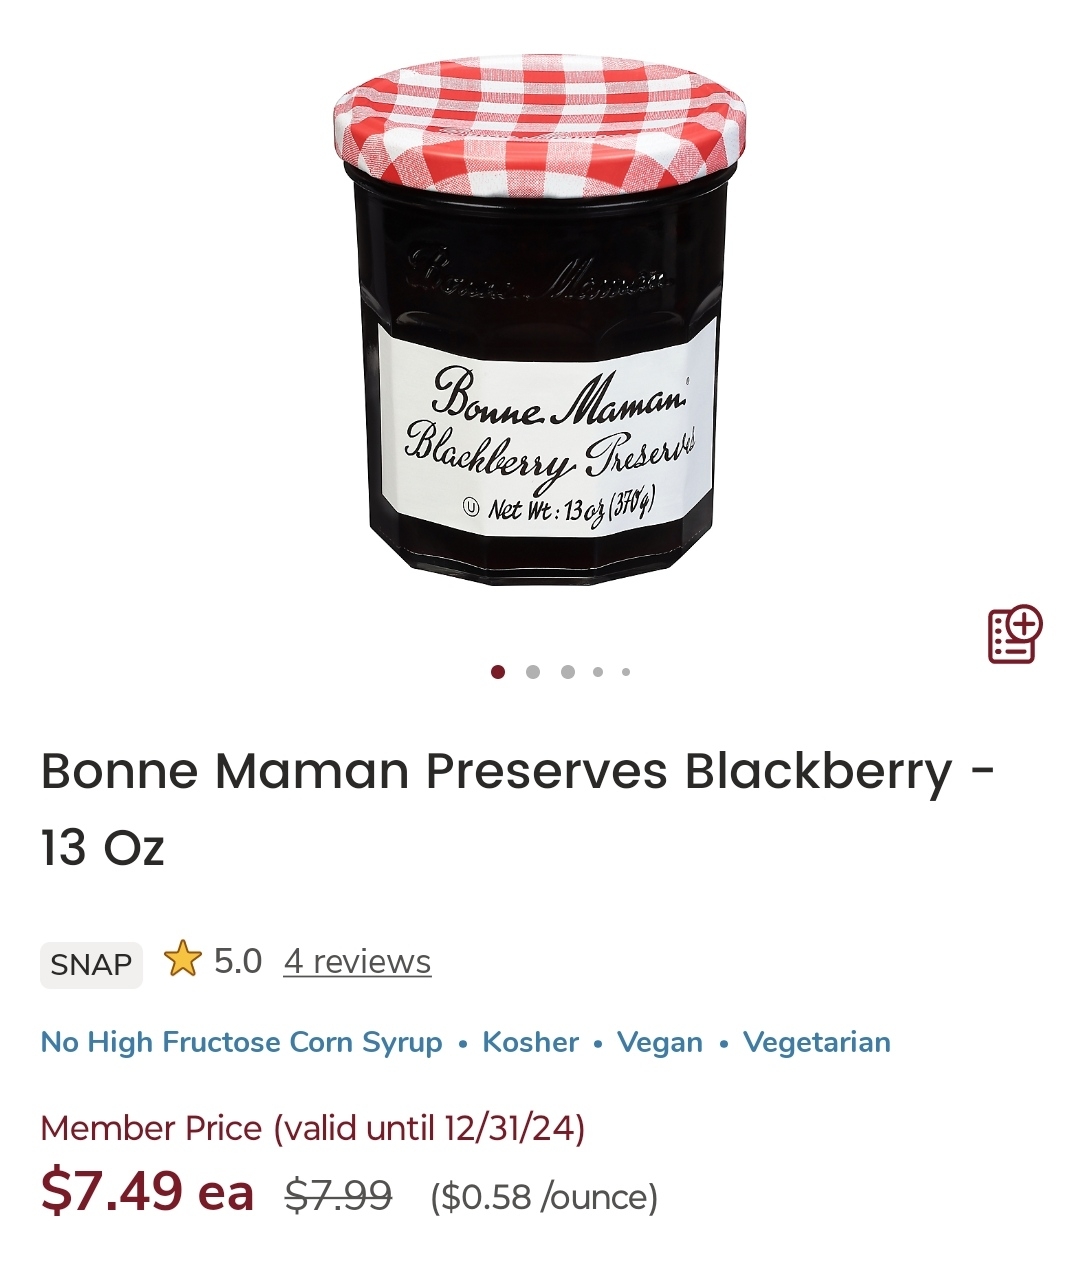 Bonne Maman
Bonne Maman®
Blackberry Preserves
U Net Wt: 13 oz (370g)
Bonne Maman Preserves Blackberry -
13 Oz
SNAP 5.0 4 reviews
No High Fructose Corn Syrup • Kosher • Vegan • Vegetarian
Member Price (valid until 12/31/24)
$7.49 ea $7.99 ($0.58 /ounce)